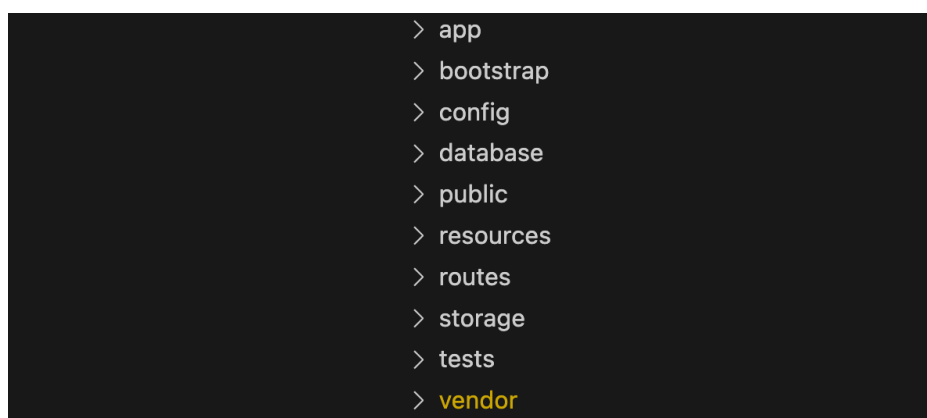 app
bootstrap
config
database
public
resources
routes
storage
tests
vendor